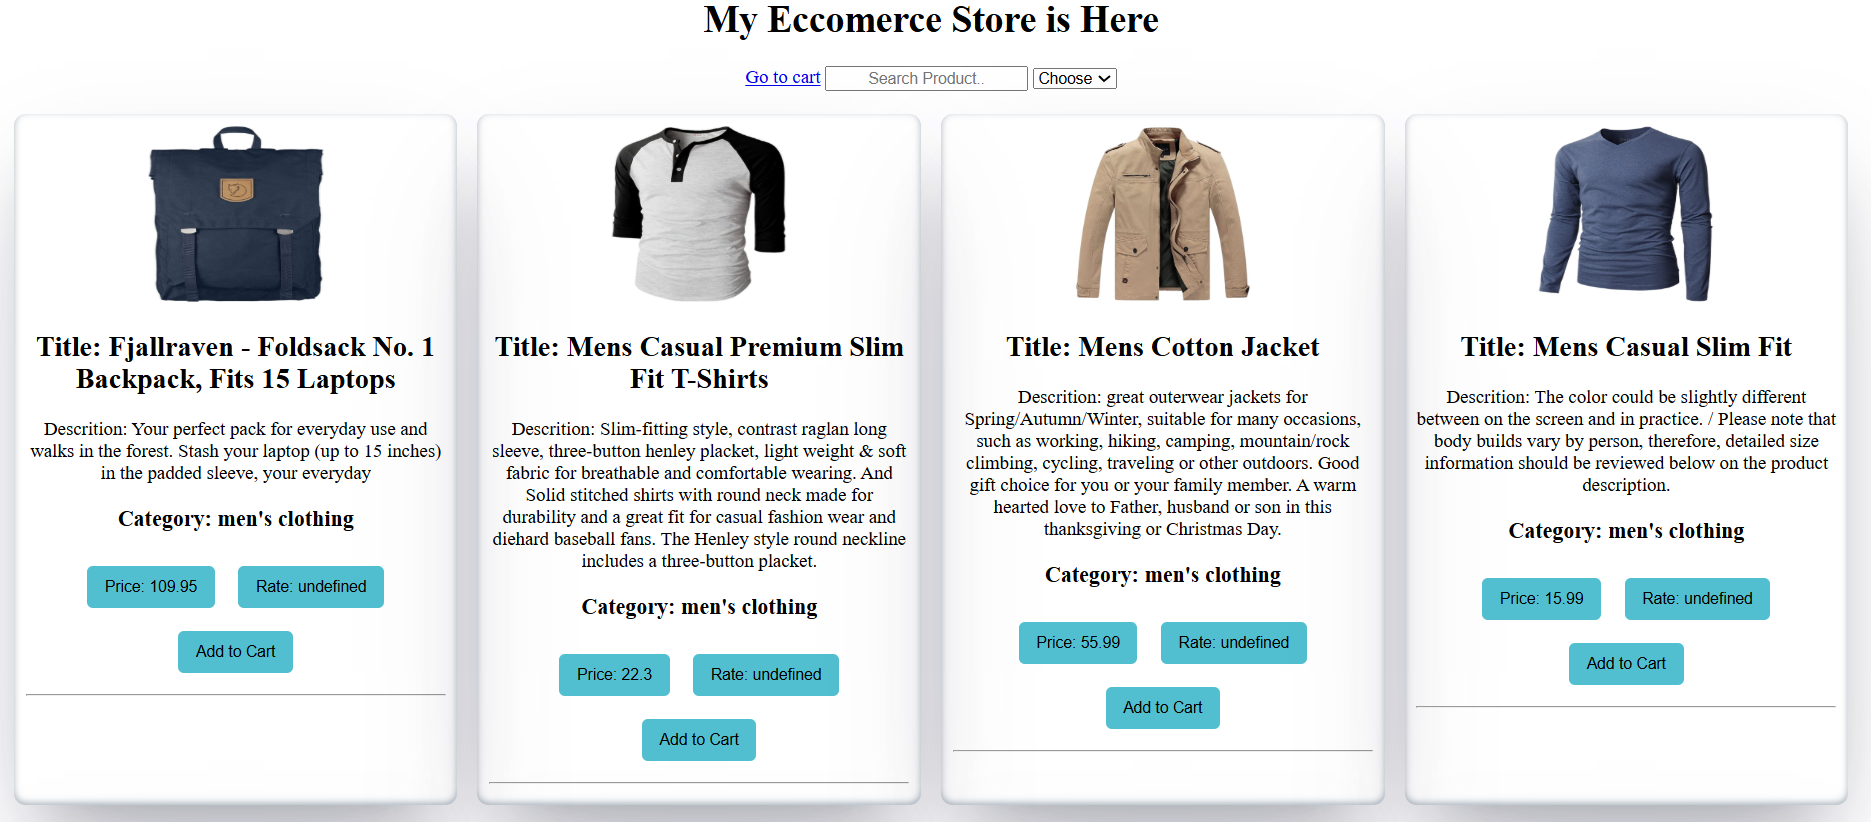 My Eccomerce Store is Here
Go to cart Search Product.. Choose
Title: Fjallraven - Foldsack No. 1
Backpack, Fits 15 Laptops
Descrition: Your perfect pack for everyday use and
walks in the forest. Stash your laptop (up to 15 inches)
in the padded sleeve, your everyday
Category: men's clothing
Price: 109.95 Rate: undefined
Add to Cart
Title: Mens Casual Premium Slim
Fit T-Shirts
Descrition: Slim-fitting style, contrast raglan long
sleeve, three-button henley placket, light weight & soft
fabric for breathable and comfortable wearing. And
Solid stitched shirts with round neck made for
durability and a great fit for casual fashion wear and
diehard baseball fans. The Henley style round neckline
includes a three-button placket.
Category: men's clothing
Price: 22.3 Rate: undefined
Add to Cart
Title: Mens Cotton Jacket
Descrition: great outerwear jackets for
Spring/Autumn/Winter, suitable for many occasions,
such as working, hiking, camping, mountain/rock
climbing, cycling, traveling or other outdoors. Good
gift choice for you or your family member. A warm
hearted love to Father, husband or son in this
thanksgiving or Christmas Day.
Category: men's clothing
Price: 55.99 Rate: undefined
Add to Cart
Title: Mens Casual Slim Fit
Descrition: The color could be slightly different
between on the screen and in practice. / Please note that
body builds vary by person, therefore, detailed size
information should be reviewed below on the product
description.
Category: men's clothing
Price: 15.99 Rate: undefined
Add to Cart